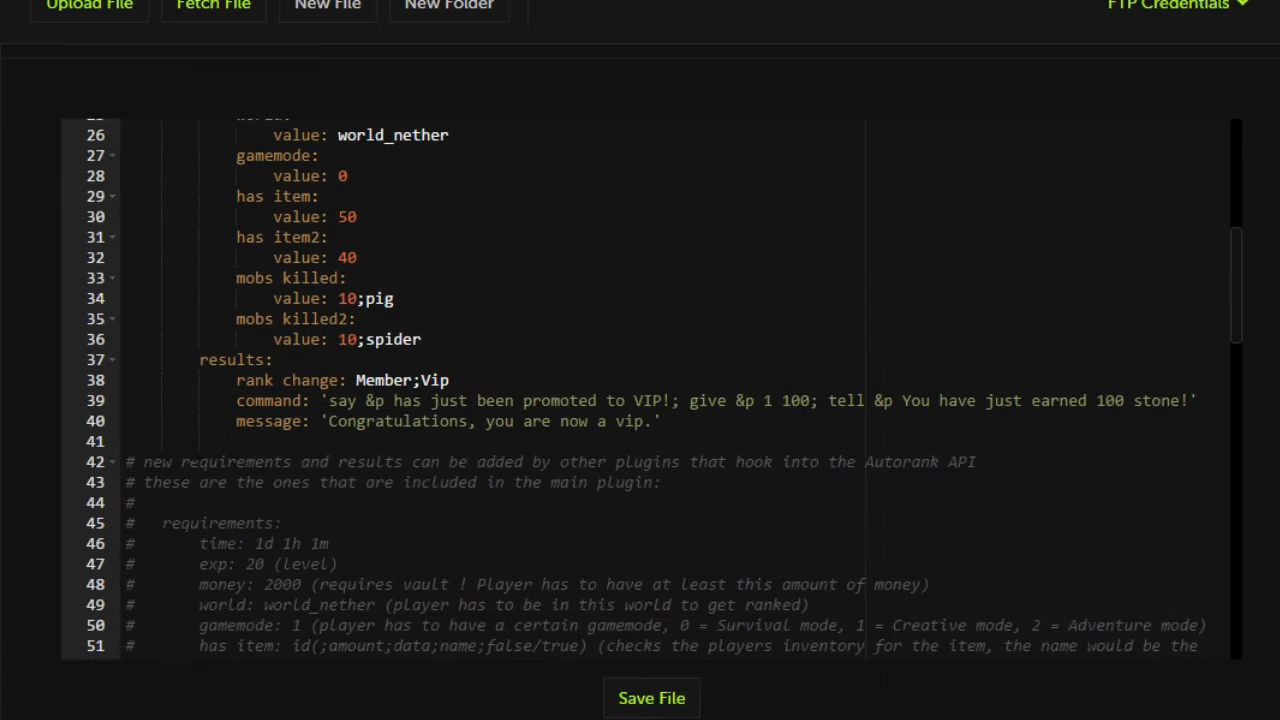 Upload File
Fetch File
New File
New Folder
FTP Credentials
26 value: world_nether
27 gamemode:
28 value: 0
29 has item:
30 value: 50
31 has item2:
32 value: 40
33 mobs killed:
34 value: 10;pig
35 mobs killed2:
36 value: 10;spider
37 results:
38 rank change: Member;Vip
39 command: 'say &p has just been promoted to VIP!; give &p 1 100; tell &p You have just earned 100 stone!'
40 message: 'Congratulations, you are now a vip.'
41
42 # new requirements and results can be added by other plugins that hook into the Autorank API
43 # these are the ones that are included in the main plugin:
44 #
45 # requirements:
46 # time: 1d 1h 1m
47 # exp: 20 (level)
48 # money: 2000 (requires vault ! Player has to have at least this amount of money)
49 # world: world_nether (player has to be in this world to get ranked)
50 # gamemode: 1 (player has to have a certain gamemode, 0 = Survival mode, 1 = Creative mode, 2 = Adventure mode)
51 # has item: id(;amount;data;name;false/true) (checks the players inventory for the item, the name would be the
Save File